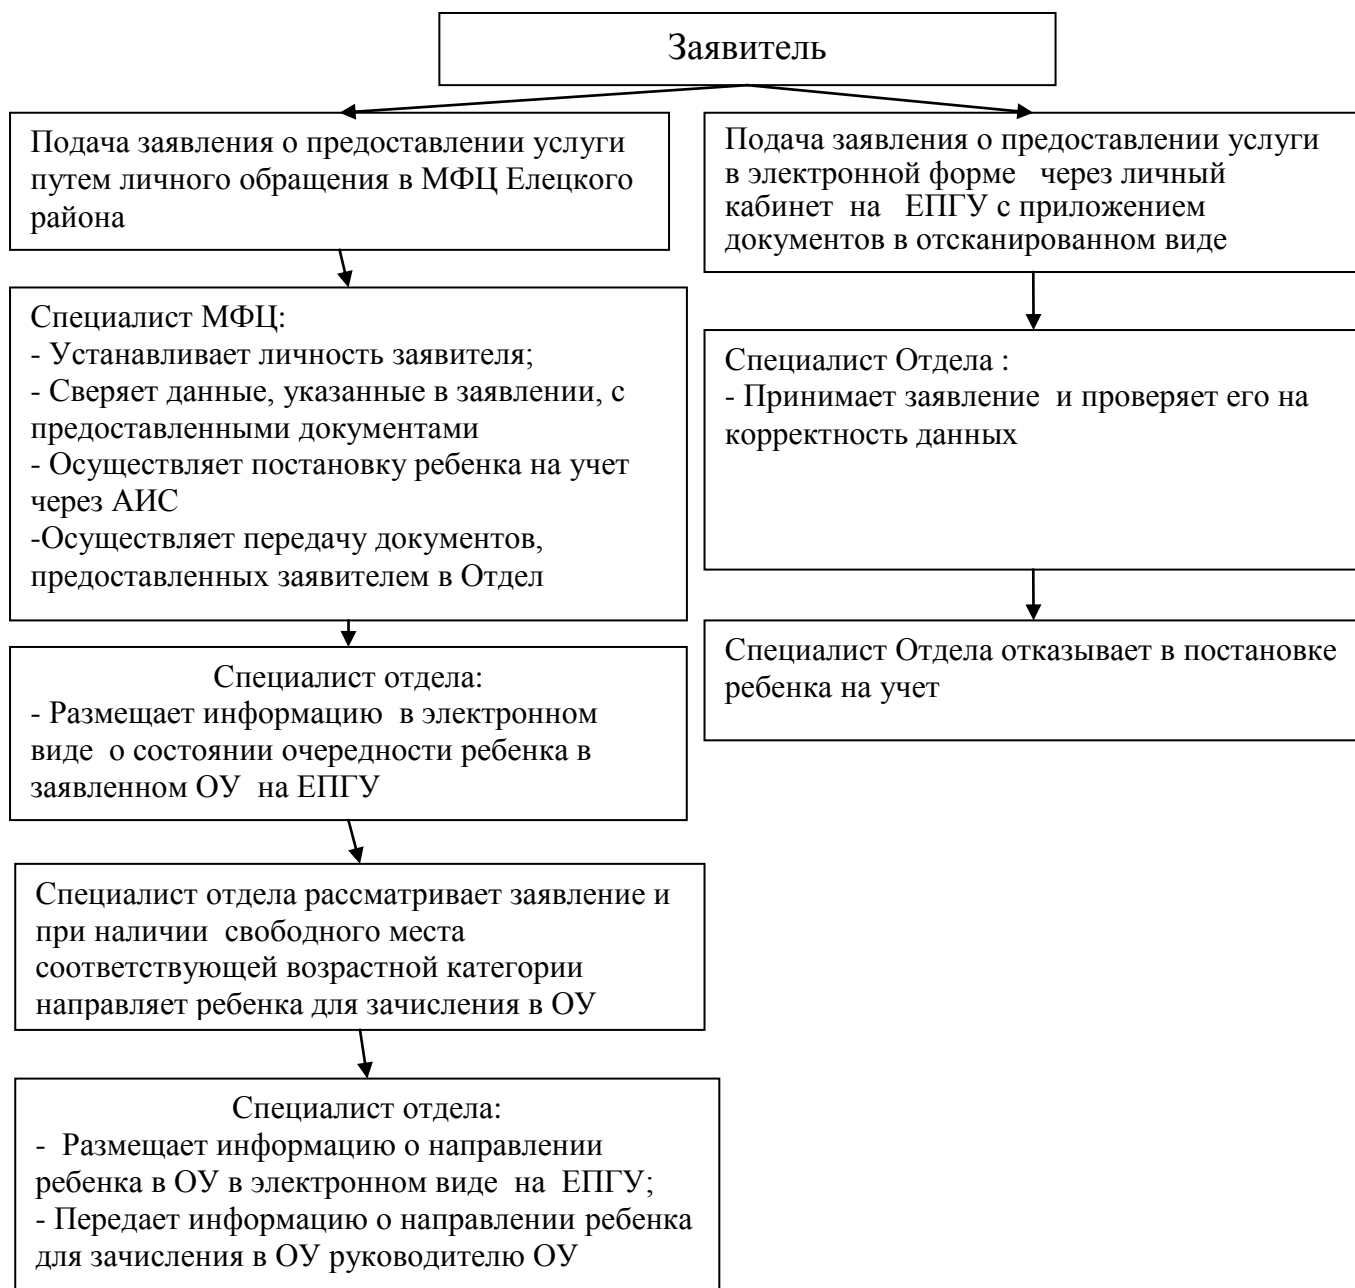 Заявитель
Подача заявления о предоставлении услуги
путем личного обращения в МФЦ Елецкого
района
Специалист МФЦ:
- Устанавливает личность заявителя;
- Сверяет данные, указанные в заявлении, с
предоставленными документами
- Осуществляет постановку ребенка на учет
через АИС
-Осуществляет передачу документов,
предоставленных заявителем в Отдел
Специалист отдела:
- Размещает информацию в электронном
виде о состоянии очередности ребенка в
заявленном ОУ на ЕПГУ
Специалист отдела рассматривает заявление и
при наличии свободного места
соответствующей возрастной категории
направляет ребенка для зачисления в ОУ
Специалист отдела:
- Размещает информацию о направлении
ребенка в ОУ в электронном виде на ЕПГУ;
- Передает информацию о направлении ребенка
для зачисления в ОУ руководителю ОУ
Подача заявления о предоставлении услуги
в электронной форме через личный
кабинет на ЕПГУ с приложением
документов в отсканированном виде
Специалист Отдела :
- Принимает заявление и проверяет его на
корректность данных
Специалист Отдела отказывает в постановке
ребенка на учет